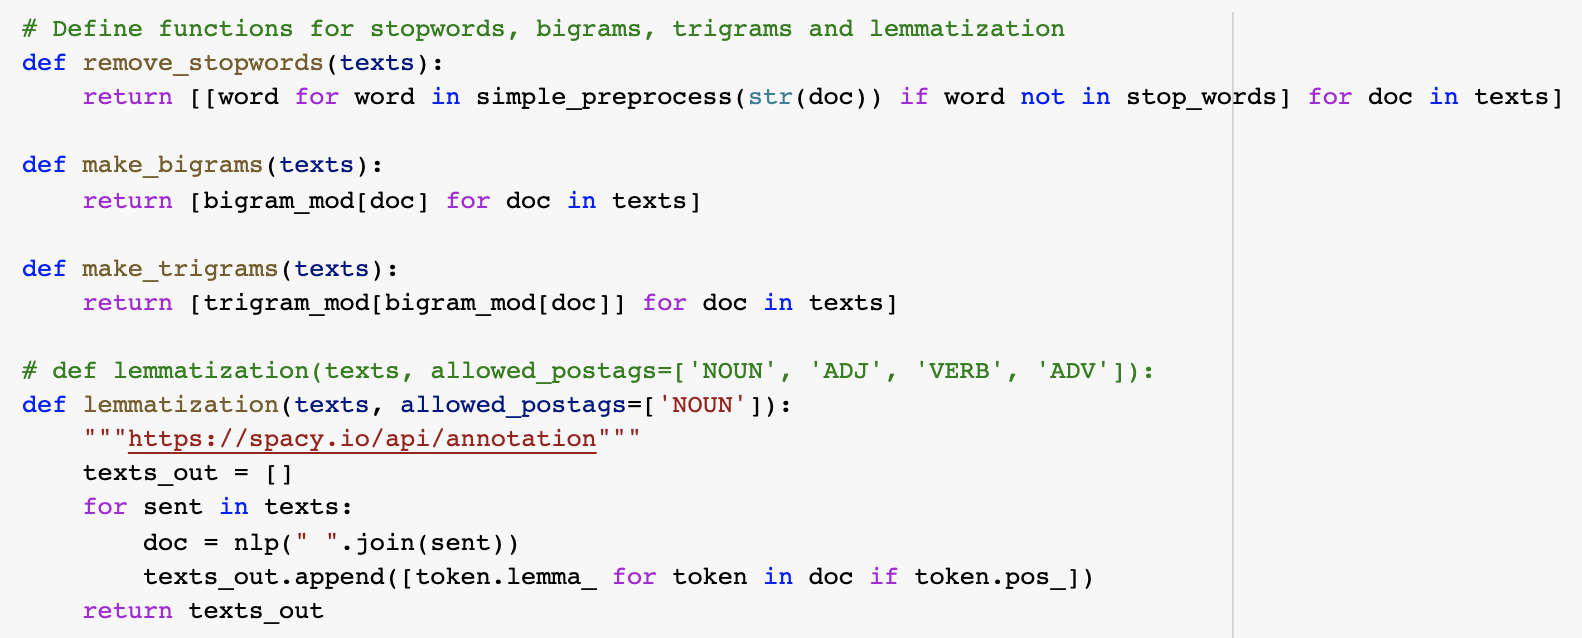 # Define functions for stopwords, bigrams, trigrams and lemmatization
def remove_stopwords(texts):
    return [[word for word in simple_preprocess(str(doc)) if word not in stop_words] for doc in texts]

def make_bigrams(texts):
    return [bigram_mod[doc] for doc in texts]

def make_trigrams(texts):
    return [trigram_mod[bigram_mod[doc]] for doc in texts]

# def lemmatization(texts, allowed_postags=['NOUN', 'ADJ', 'VERB', 'ADV']):
def lemmatization(texts, allowed_postags=['NOUN']):
    """https://spacy.io/api/annotation"""
    texts_out = []
    for sent in texts:
        doc = nlp(" ".join(sent))
        texts_out.append([token.lemma_ for token in doc if token.pos_])
    return texts_out